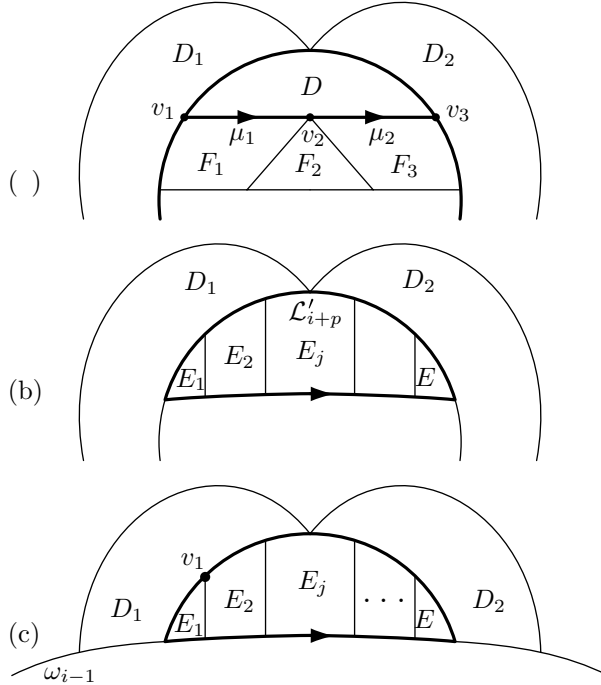 D₁ D₂
D
v₁ v₂ v₃
μ₁ μ₂
F₁ F₂ F₃
( )
D₁ D₂
ℒ′ᵢ₊ₚ
E₁ E₂ Eⱼ E
(b)
v₁
D₁ E₁ E₂ Eⱼ · · · E D₂
(c)
ωᵢ₋₁